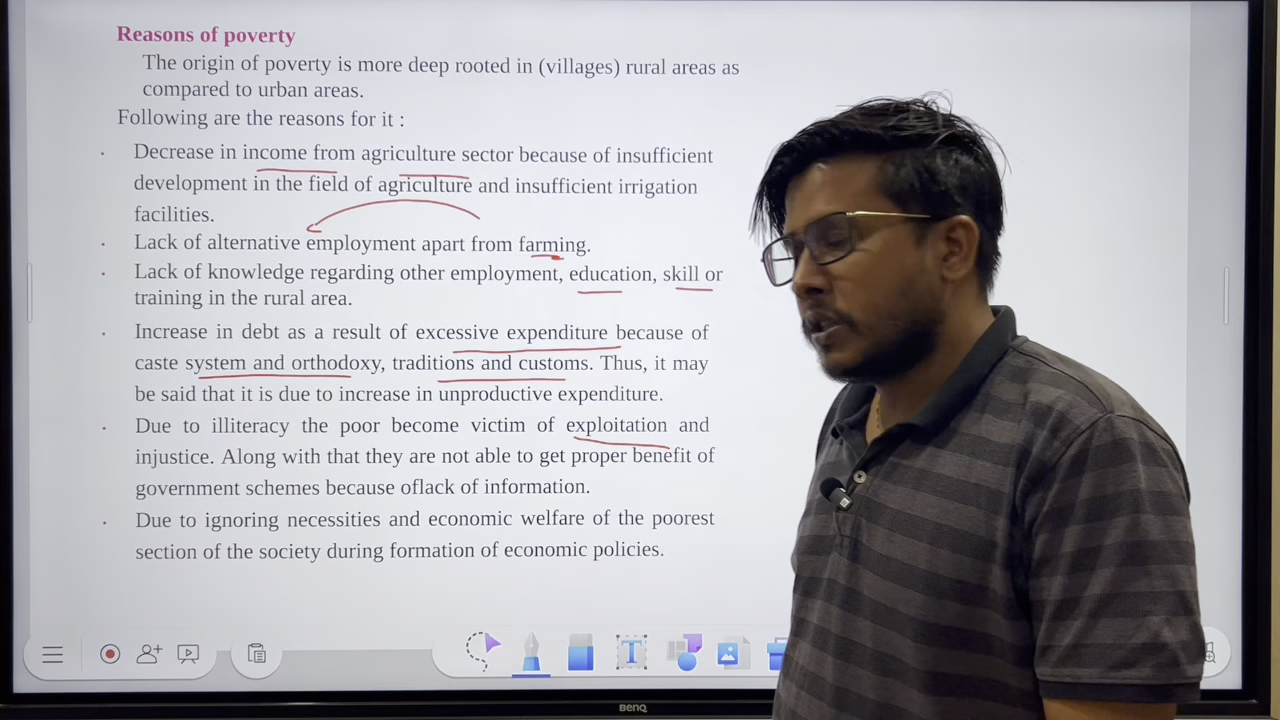 Reasons of poverty
The origin of poverty is more deep rooted in (villages) rural areas as
compared to urban areas.
Following are the reasons for it :
· Decrease in income from agriculture sector because of insufficient
development in the field of agriculture and insufficient irrigation
facilities.
· Lack of alternative employment apart from farming.
· Lack of knowledge regarding other employment, education, skill or
training in the rural area.
· Increase in debt as a result of excessive expenditure because of
caste system and orthodoxy, traditions and customs. Thus, it may
be said that it is due to increase in unproductive expenditure.
· Due to illiteracy the poor become victim of exploitation and
injustice. Along with that they are not able to get proper benefit of
government schemes because oflack of information.
· Due to ignoring necessities and economic welfare of the poorest
section of the society during formation of economic policies.
T
BenQ